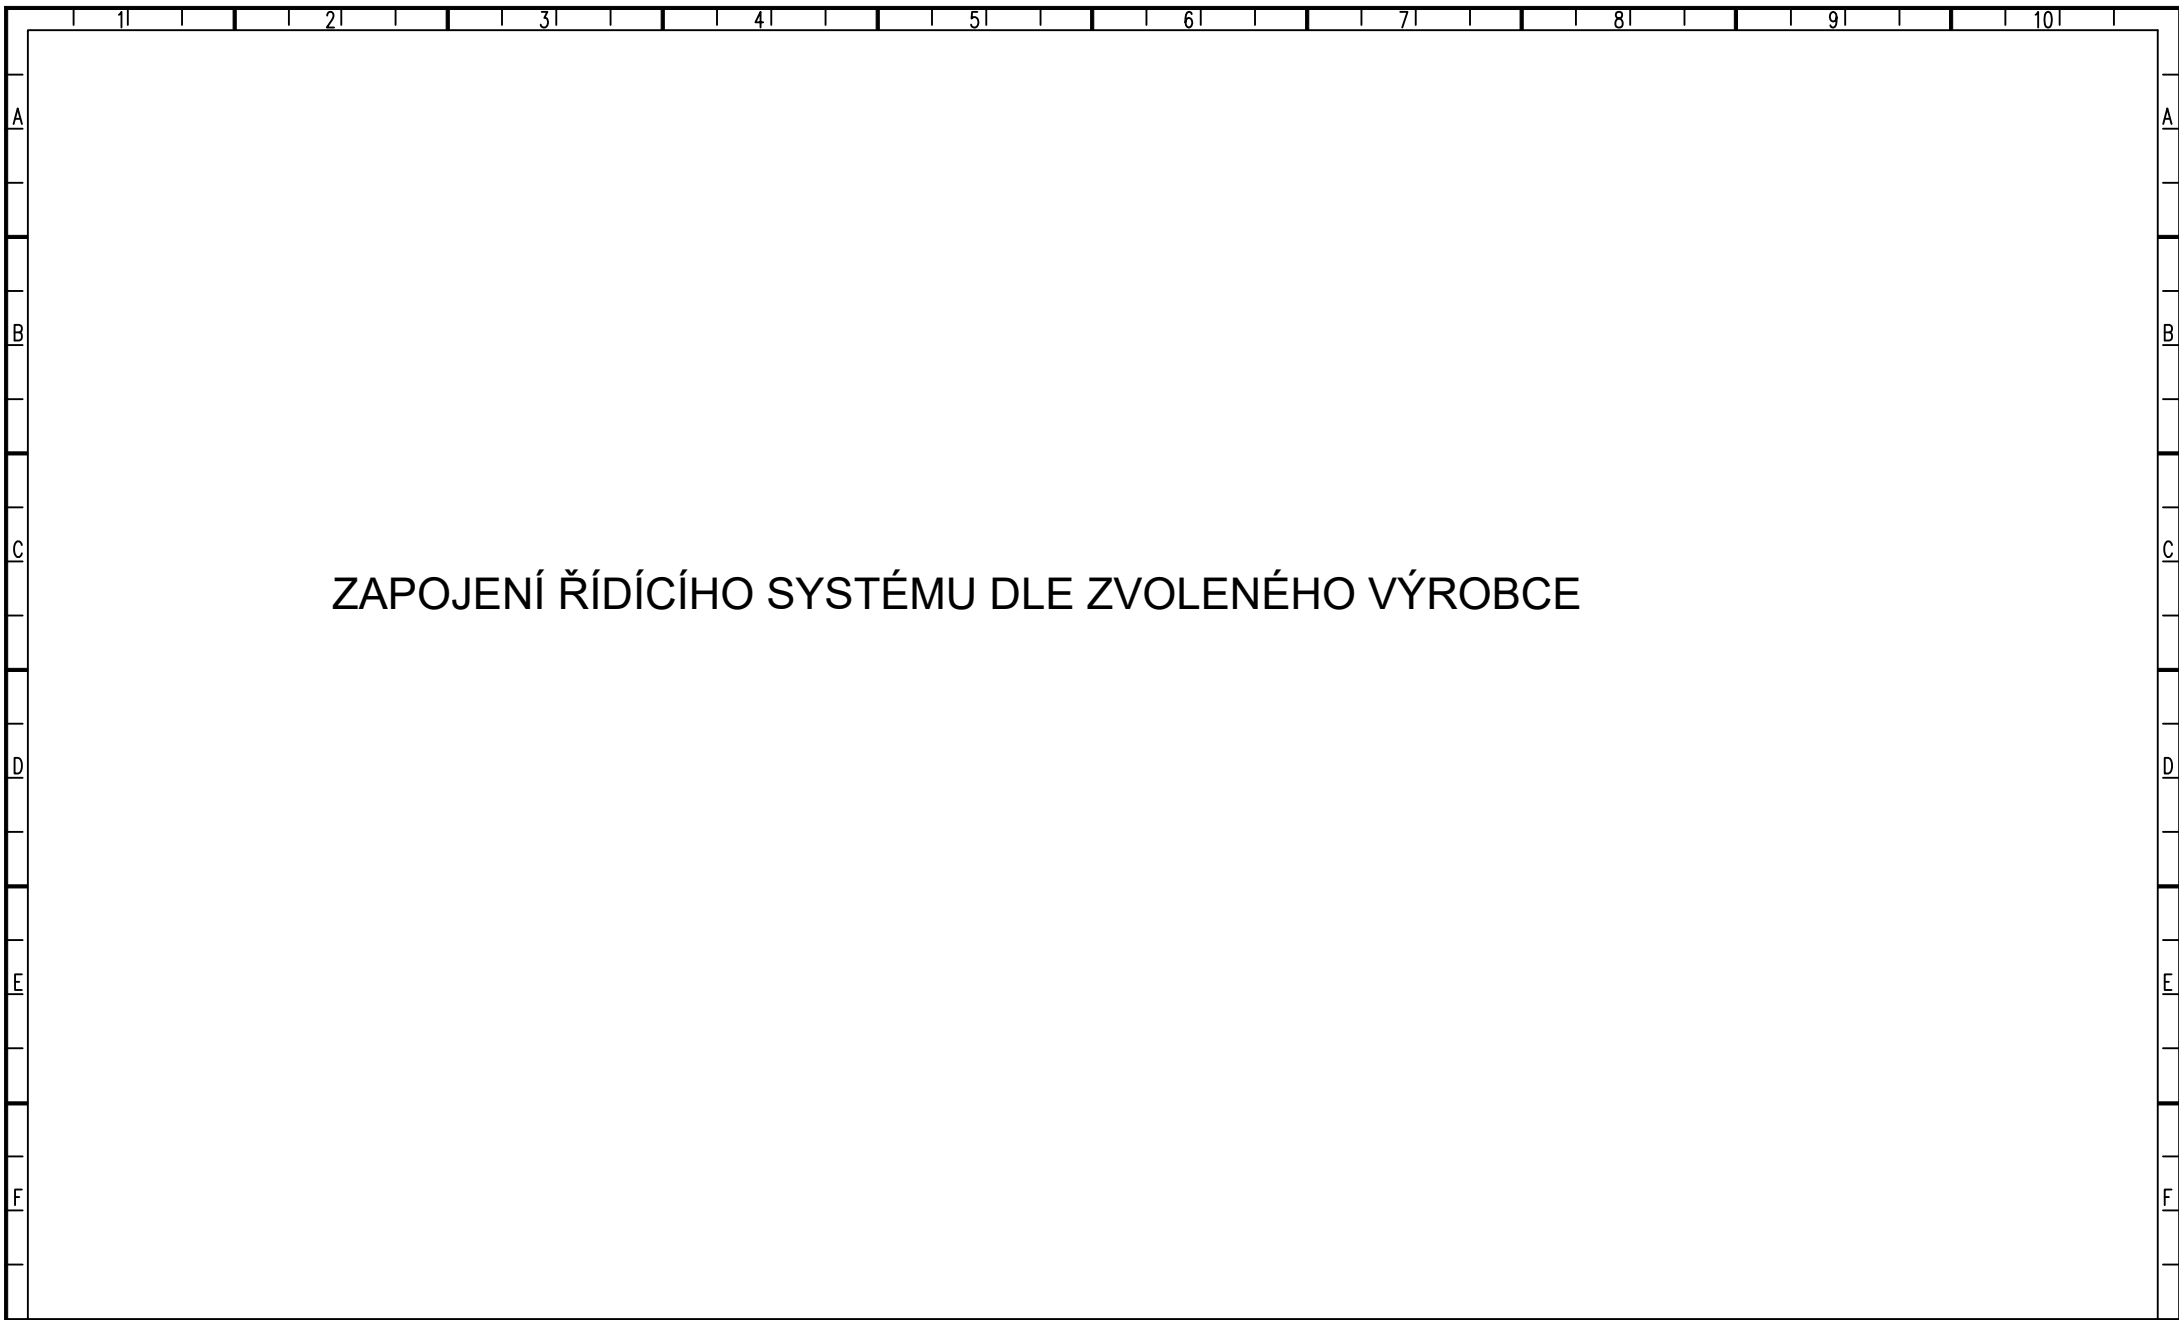 1 2 3 4 5 6 7 8 9 10
A A
B B
C C
ZAPOJENÍ ŘÍDÍCÍHO SYSTÉMU DLE ZVOLENÉHO VÝROBCE
D D
E E
F F